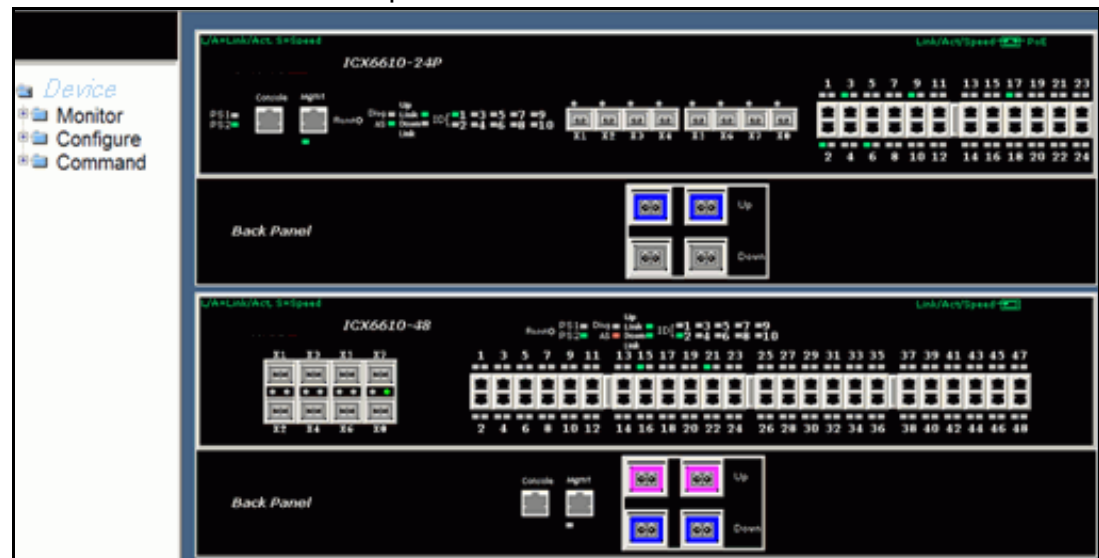 Device
Monitor
Configure
Command
L/A=Link/Act, S=Speed
Link/Act/Speed PoE
ICX6610-24P
Console Mgmt
PS1
PS2
Diag
AS
Up
Link
Down
Link
ID
1 3 5 7 9
2 4 6 8 10
X1 X2 X3 X4 X6 X7 X8
1 3 5 7 9 11 13 15 17 19 21 23
2 4 6 8 10 12 14 16 18 20 22 24
Back Panel
Up
Down
L/A=Link/Act, S=Speed
Link/Act/Speed
ICX6610-48
PS1
PS2
Diag
AS
Up
Link
Down
Link
ID
1 3 5 7 9
2 4 6 8 10
X1 X3 X5 X7
1 3 5 7 9 11 13 15 17 19 21 23 25 27 29 31 33 35 37 39 41 43 45 47
X2 X4 X6 X8
2 4 6 8 10 12 14 16 18 20 22 24 26 28 30 32 34 36 38 40 42 44 46 48
Back Panel
Console Mgmt
Up
Down